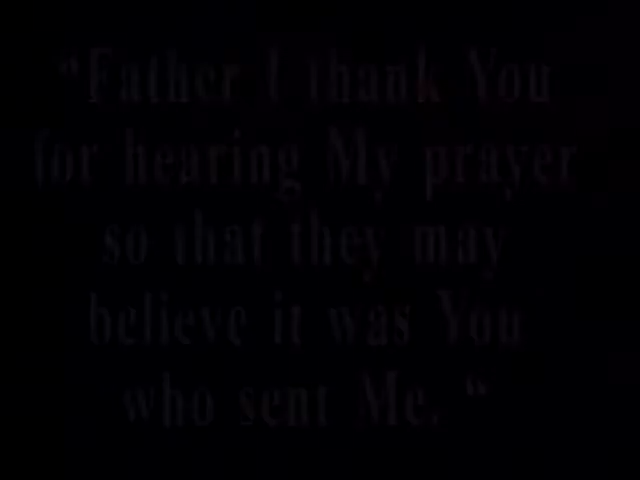 “Father I thank You
for hearing My prayer
so that they may
believe it was You
who sent Me. “